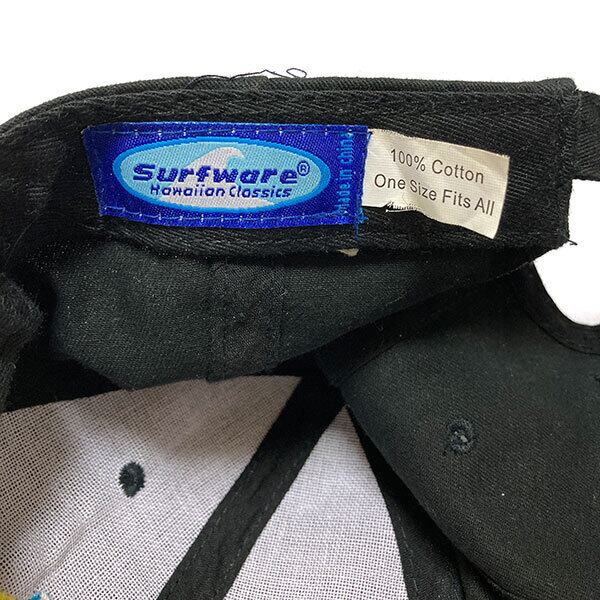 Surfware®
Hawaiian Classics
Made in china
100% Cotton
One Size Fits All